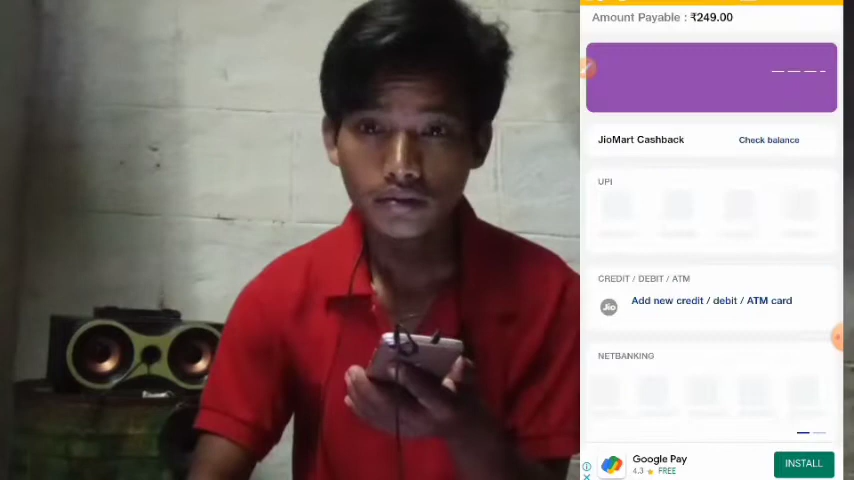 Amount Payable : ₹249.00
JioMart Cashback
Check balance
UPI
CREDIT / DEBIT / ATM
Jio
Add new credit / debit / ATM card
NETBANKING
Google Pay
4.3 ★ FREE
INSTALL